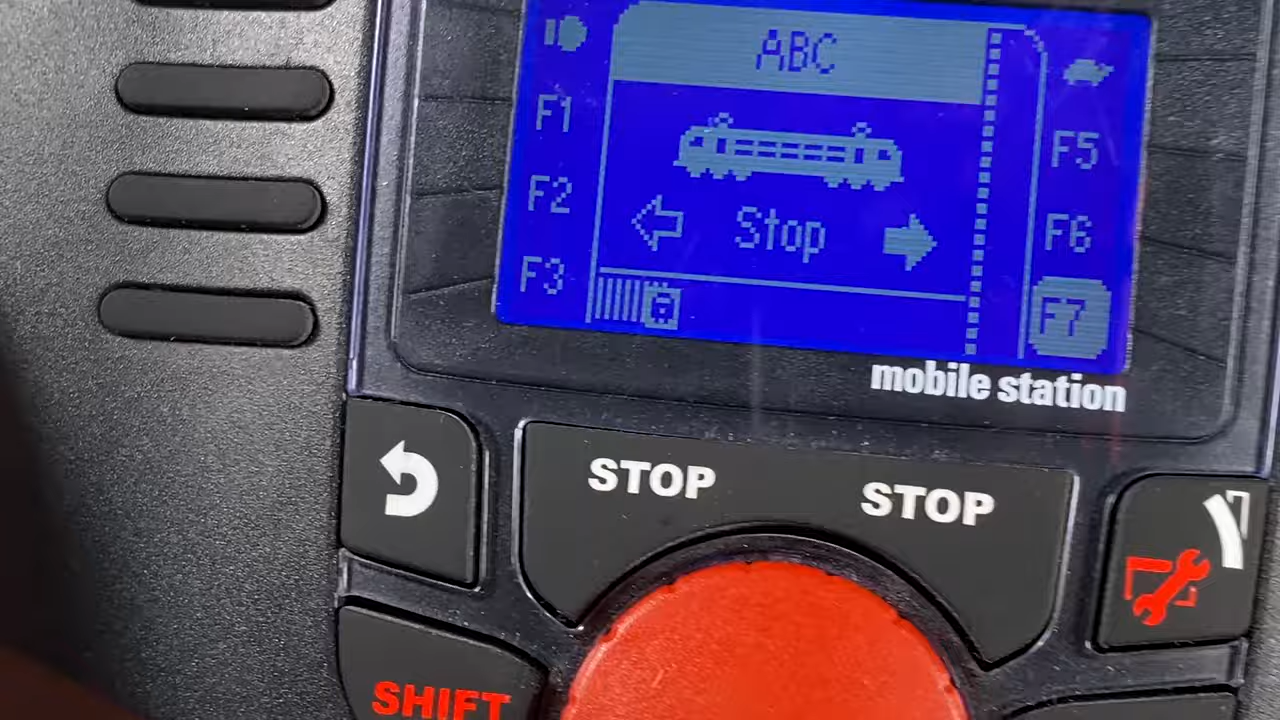 ABC
F1
F5
F2
Stop
F6
F3
F7
mobile station
STOP STOP
SHIFT